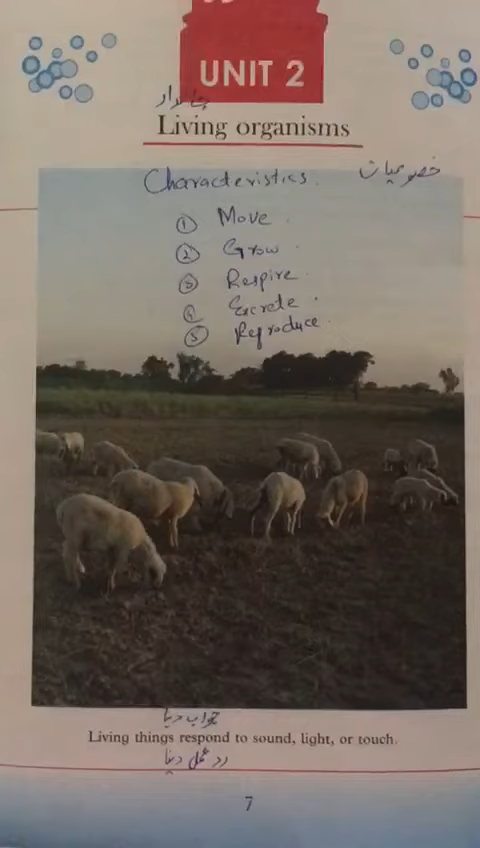 UNIT 2
جاندار
Living organisms
Characteristics. خصوصیات
① Move.
② Grow.
③ Respire.
④ Excrete.
⑤ Reproduce.
جواب دینا
Living things respond to sound, light, or touch.
رد عمل دینا
7